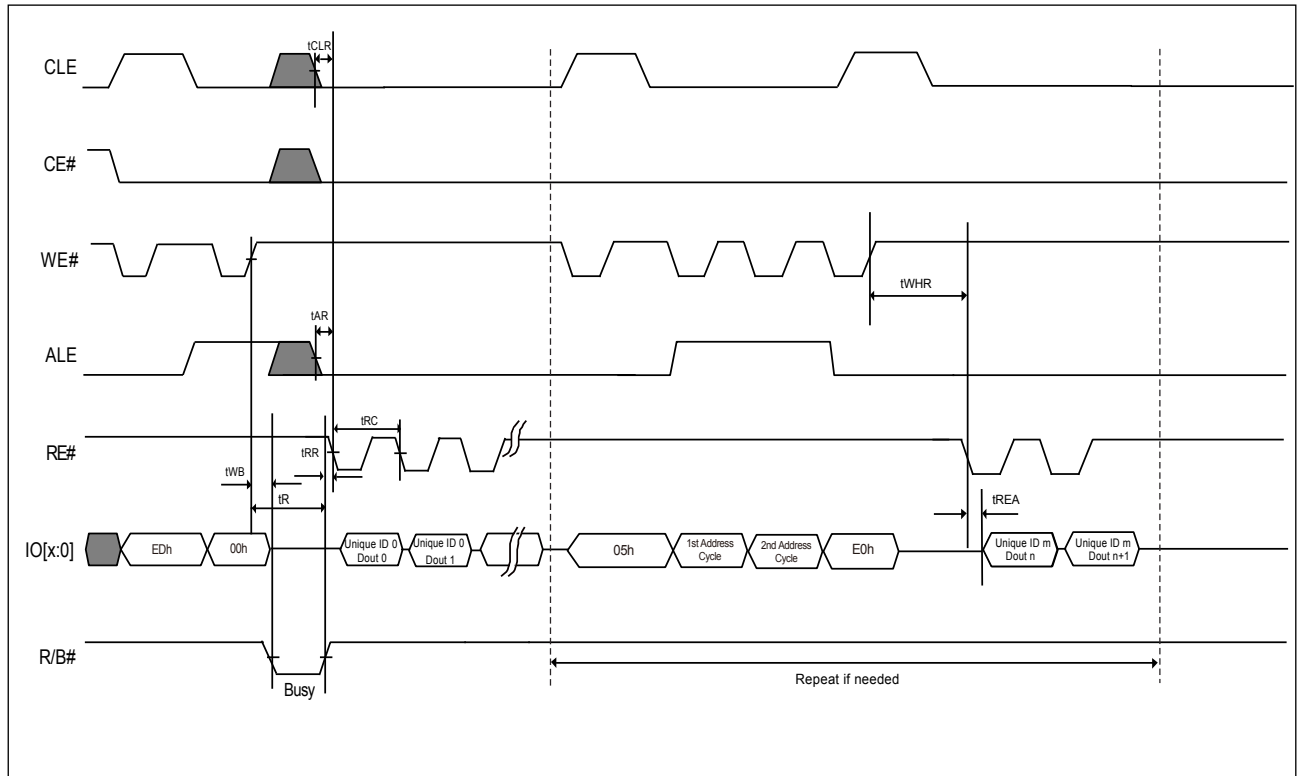 tCLR
CLE
CE#
WE#
tWHR
tAR
ALE
tRC
RE#
tRR
tWB
tR
tREA
IO[x:0]
EDh
00h
Unique ID 0
Dout 0
Unique ID 0
Dout 1
05h
1st Address
Cycle
2nd Address
Cycle
E0h
Unique ID m
Dout n
Unique ID m
Dout n+1
R/B#
Busy
Repeat if needed